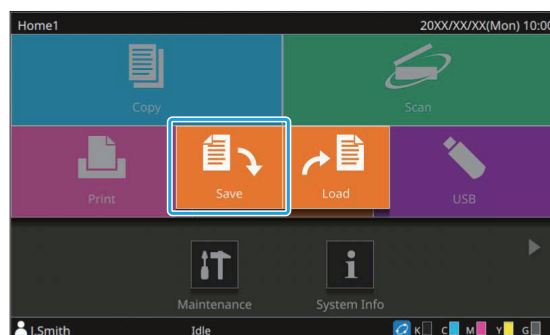 Home1 20XX/XX/XX(Mon) 10:00
Copy Scan
Print Save Load USB
Maintenance System Info
J.Smith Idle K C M Y G